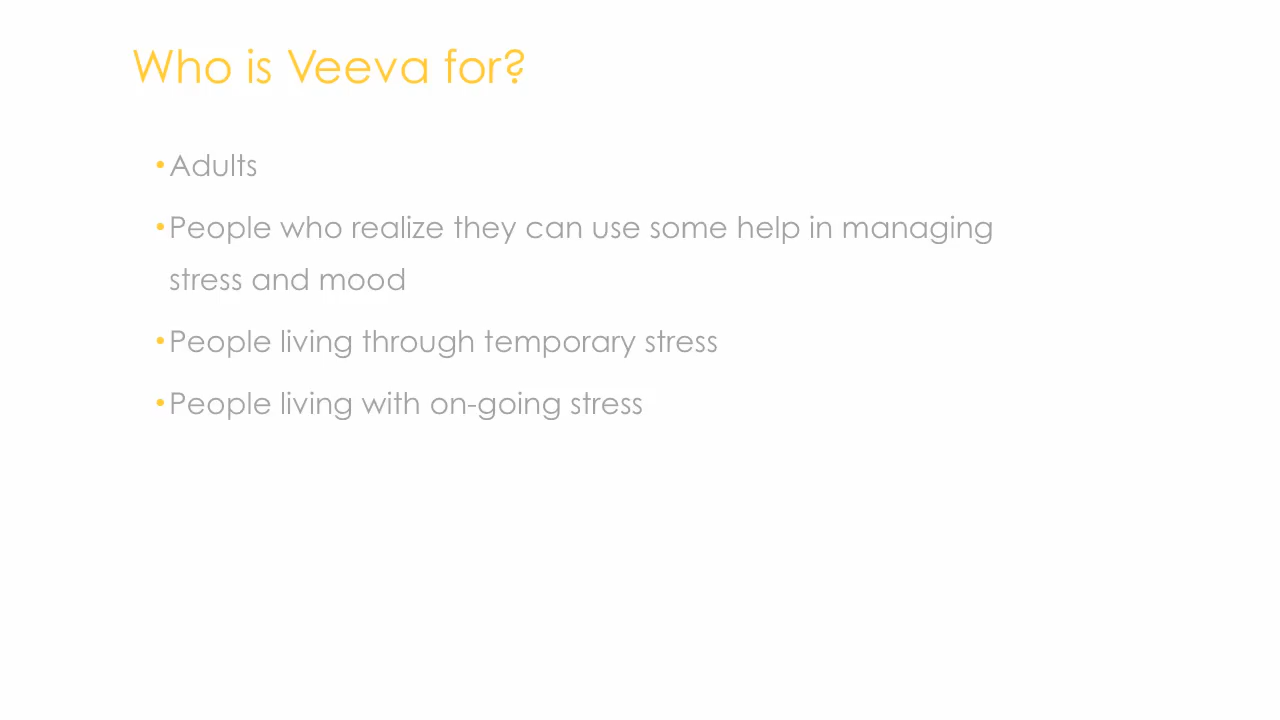 Who is Veeva for?
•Adults
•People who realize they can use some help in managing
stress and mood
•People living through temporary stress
•People living with on-going stress